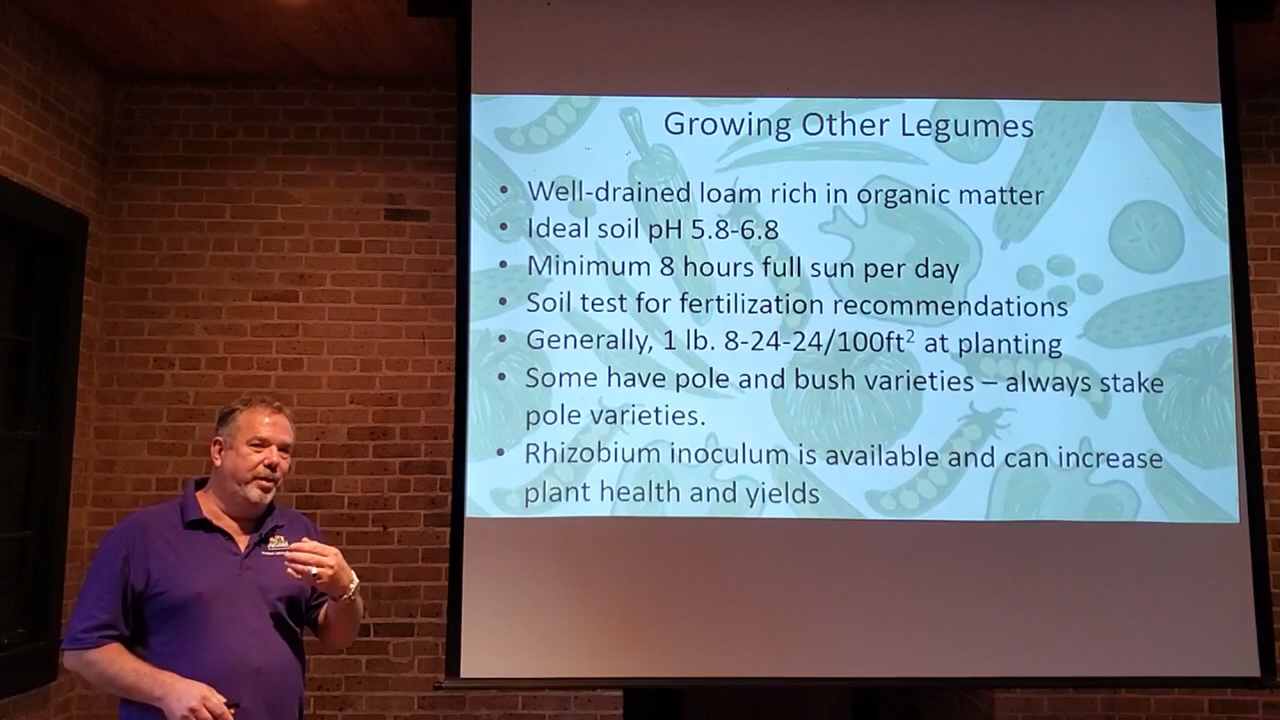 Growing Other Legumes
• Well-drained loam rich in organic matter
• Ideal soil pH 5.8-6.8
• Minimum 8 hours full sun per day
• Soil test for fertilization recommendations
• Generally, 1 lb. 8-24-24/100ft² at planting
• Some have pole and bush varieties – always stake
pole varieties.
• Rhizobium inoculum is available and can increase
plant health and yields